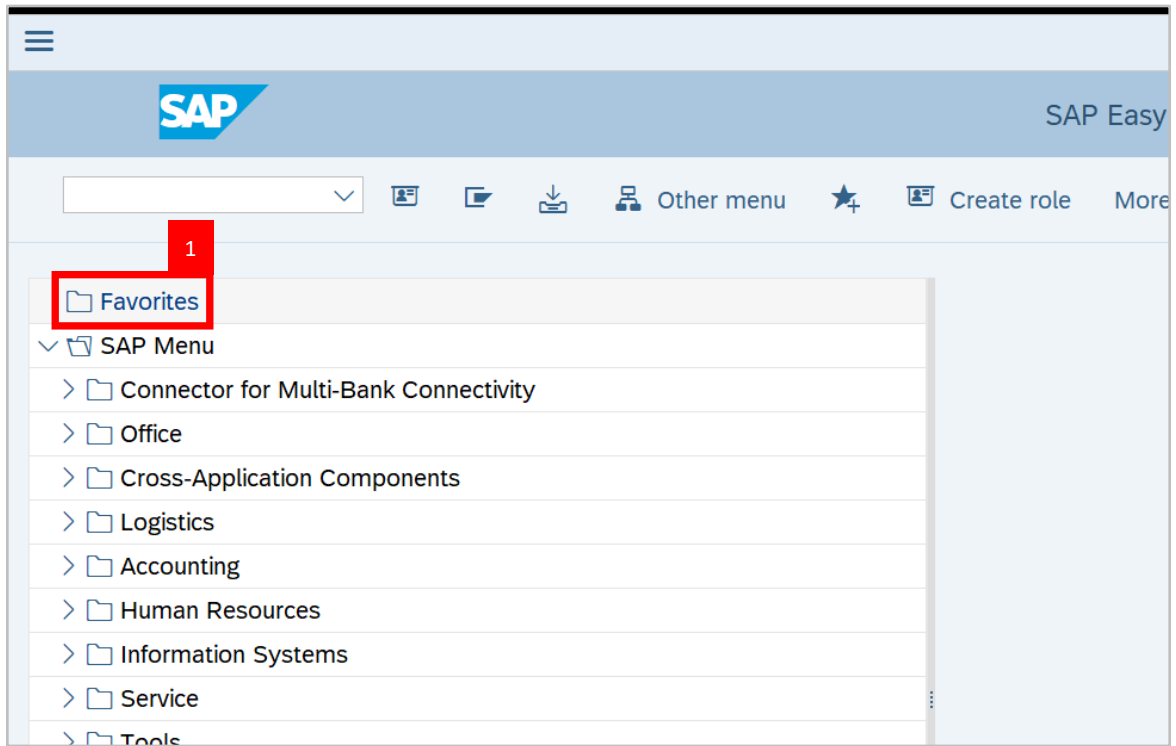 SAP
SAP Easy
Other menu Create role More
1
Favorites
SAP Menu
Connector for Multi-Bank Connectivity
Office
Cross-Application Components
Logistics
Accounting
Human Resources
Information Systems
Service
Tools